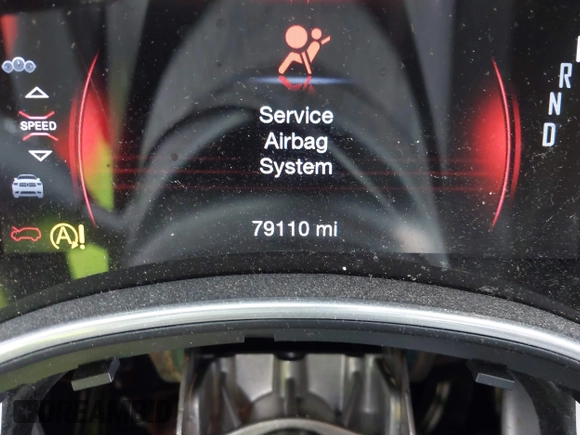 Service
Airbag
System
79110 mi
SPEED
A!
R
N
D